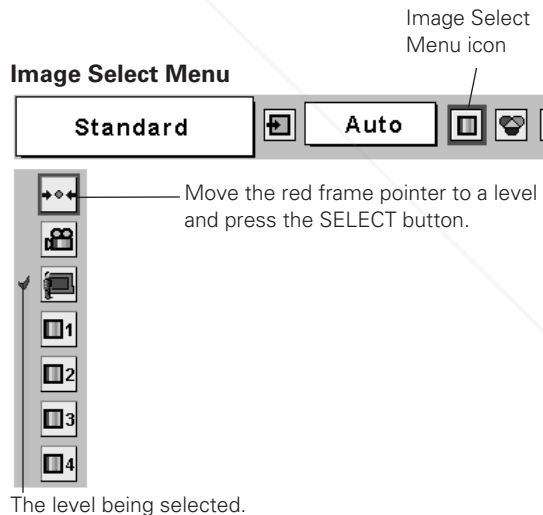 Image Select
Menu icon
Image Select Menu
Standard
Auto
Move the red frame pointer to a level
and press the SELECT button.
1
2
3
4
The level being selected.